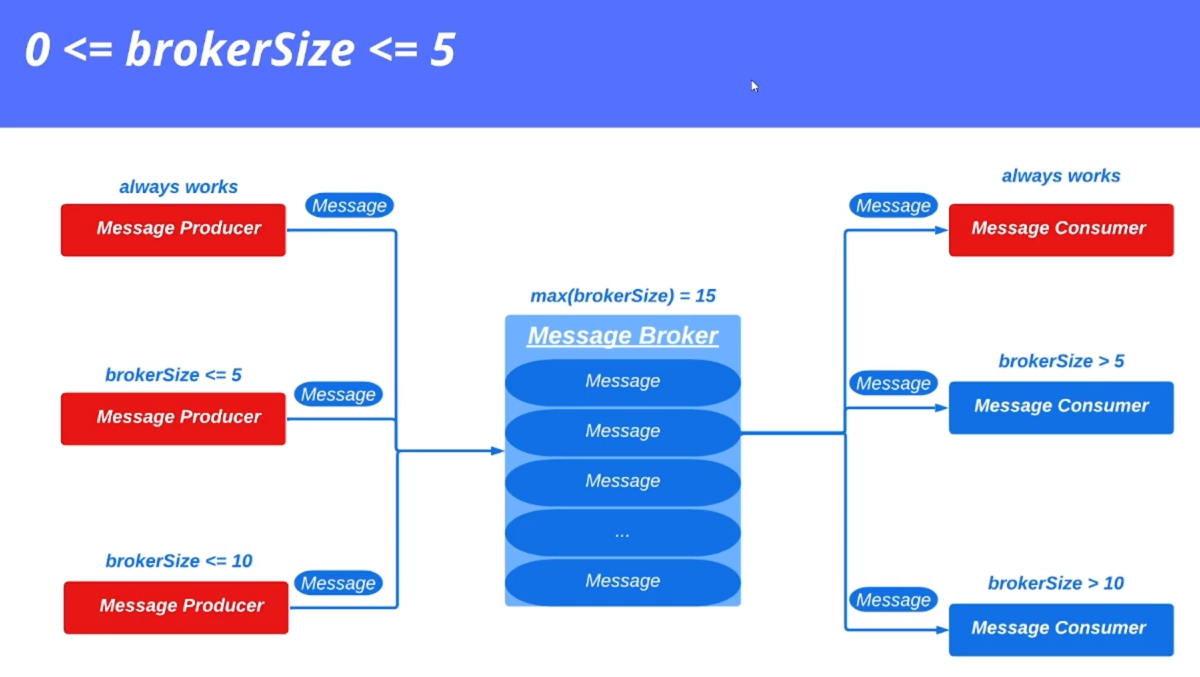 0 <= brokerSize <= 5
always works
Message
Message Producer
brokerSize <= 5
Message
Message Producer
brokerSize <= 10
Message
Message Producer
max(brokerSize) = 15
Message Broker
Message
Message
Message
...
Message
always works
Message
Message Consumer
brokerSize > 5
Message
Message Consumer
brokerSize > 10
Message
Message Consumer